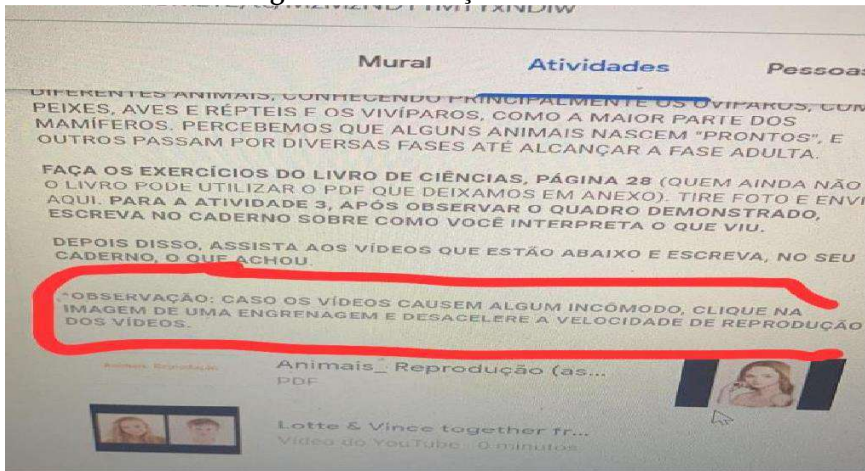 Mural Atividades Pessoas
DIFERENTES ANIMAIS, CONHECENDO PRINCIPALMENTE OS OVÍPAROS, COM
PEIXES, AVES E RÉPTEIS E OS VIVÍPAROS, COMO A MAIOR PARTE DOS
MAMÍFEROS. PERCEBEMOS QUE ALGUNS ANIMAIS NASCEM "PRONTOS", E
OUTROS PASSAM POR DIVERSAS FASES ATÉ ALCANÇAR A FASE ADULTA.
FAÇA OS EXERCÍCIOS DO LIVRO DE CIÊNCIAS, PÁGINA 28 (QUEM AINDA NÃO
O LIVRO PODE UTILIZAR O PDF QUE DEIXAMOS EM ANEXO). TIRE FOTO E ENVI
AQUI. PARA A ATIVIDADE 3, APÓS OBSERVAR O QUADRO DEMONSTRADO,
ESCREVA NO CADERNO SOBRE COMO VOCÊ INTERPRETA O QUE VIU.
DEPOIS DISSO, ASSISTA AOS VÍDEOS QUE ESTÃO ABAIXO E ESCREVA, NO SEU
CADERNO, O QUE ACHOU.
*OBSERVAÇÃO: CASO OS VÍDEOS CAUSEM ALGUM INCÔMODO, CLIQUE NA
IMAGEM DE UMA ENGRENAGEM E DESACELERE A VELOCIDADE DE REPRODUÇÃO
DOS VÍDEOS.
Animais_ Reprodução (as...
PDF
Lotte & Vince together fr...
Vídeo do YouTube 0 minutos